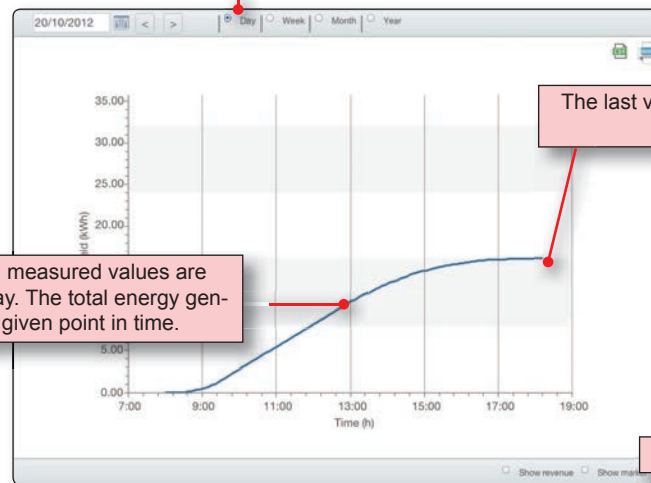 20/10/2012 < > Day Week Month Year
The last v
35.00
30.00
25.00
20.00
(kWh)
measured values are
ay. The total energy gen-
given point in time.
5.00
0.00
7:00 9:00 11:00 13:00 15:00 17:00 19:00
Time (h)
Show revenue Show